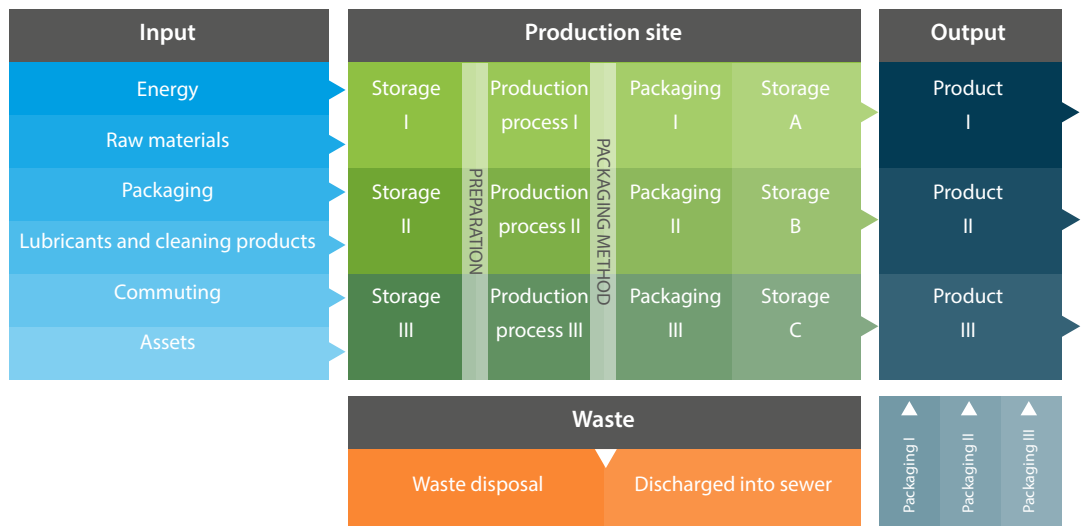 Input
Energy
Raw materials
Packaging
Lubricants and cleaning products
Commuting
Assets
Production site
Storage
I
PREPARATION
Production
process I
PACKAGING METHOD
Packaging
I
Storage
A
Storage
II
Production
process II
Packaging
II
Storage
B
Storage
III
Production
process III
Packaging
III
Storage
C
Output
Product
I
Product
II
Product
III
Waste
Waste disposal
Discharged into sewer
Packaging I
Packaging II
Packaging III